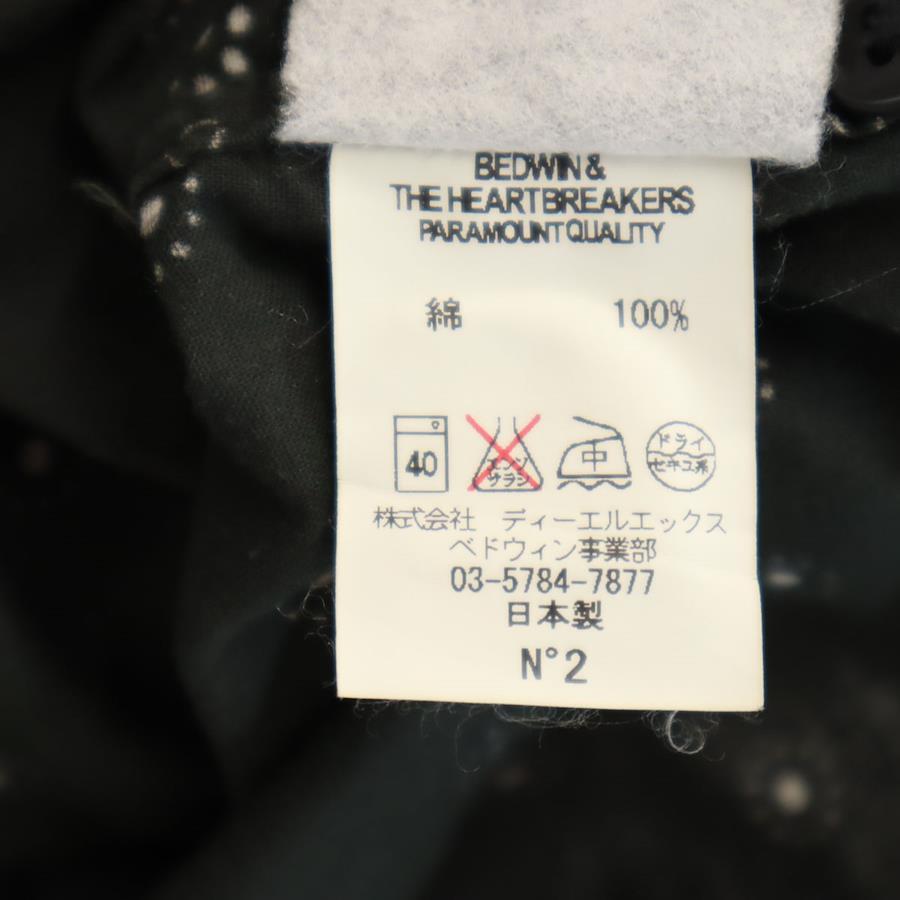 BEDWIN &
THE HEARTBREAKERS
PARAMOUNT QUALITY
綿 100%
40 エンソサラシ 中 ドライ セキユ系
株式会社 ディーエルエックス
ベドウィン事業部
03-5784-7877
日本製
N°2